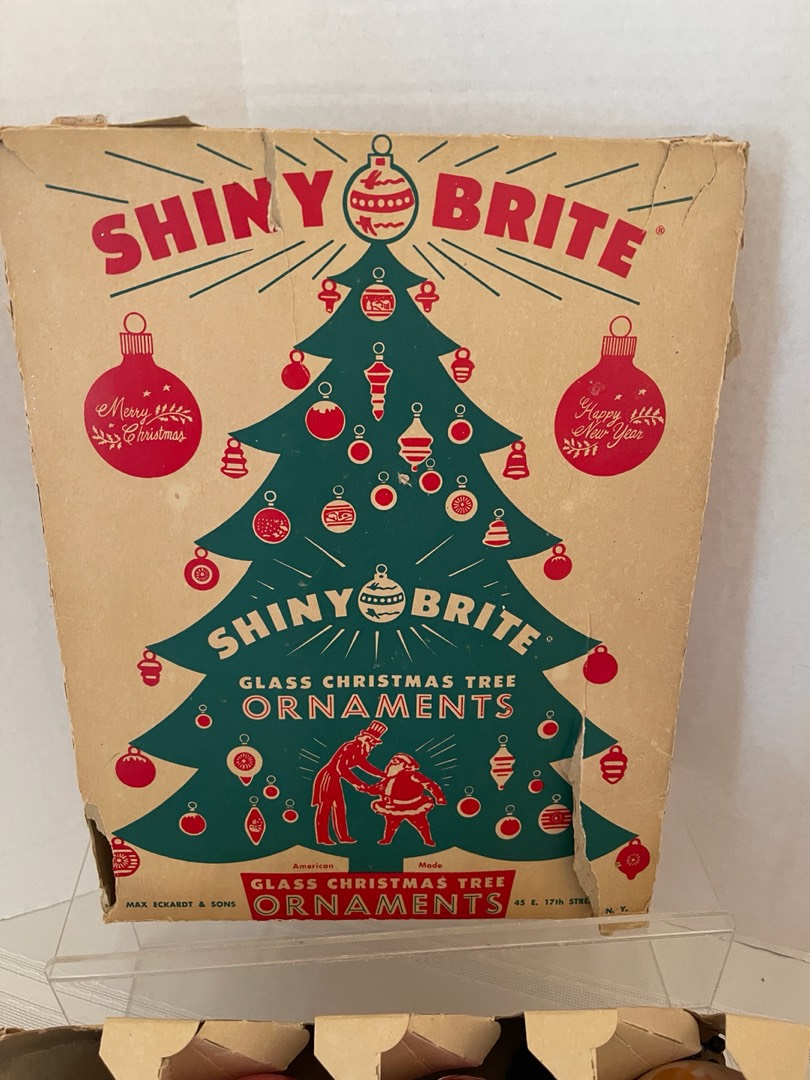 SHINY BRITE®
Merry
Christmas
Happy
New Year
SHINY BRITE®
GLASS CHRISTMAS TREE
ORNAMENTS
American Made
GLASS CHRISTMAS TREE
ORNAMENTS
MAX ECKARDT & SONS
45 E. 17th STRE N. Y.